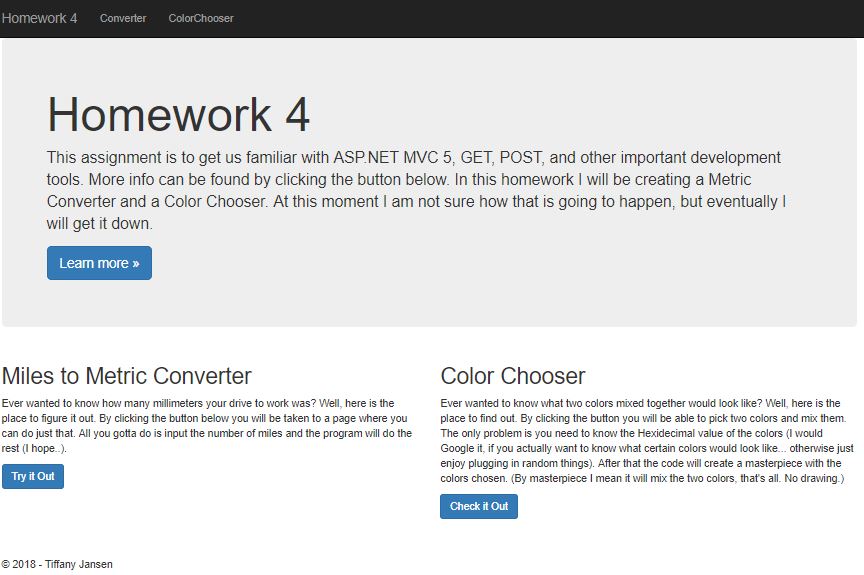 Homework 4 Converter ColorChooser
Homework 4
This assignment is to get us familiar with ASP.NET MVC 5, GET, POST, and other important development
tools. More info can be found by clicking the button below. In this homework I will be creating a Metric
Converter and a Color Chooser. At this moment I am not sure how that is going to happen, but eventually I
will get it down.
Learn more »
Miles to Metric Converter
Ever wanted to know how many millimeters your drive to work was? Well, here is the
place to figure it out. By clicking the button below you will be taken to a page where you
can do just that. All you gotta do is input the number of miles and the program will do the
rest (I hope..).
Try it Out
Color Chooser
Ever wanted to know what two colors mixed together would look like? Well, here is the
place to find out. By clicking the button you will be able to pick two colors and mix them.
The only problem is you need to know the Hexidecimal value of the colors (I would
Google it, if you actually want to know what certain colors would look like... otherwise just
enjoy plugging in random things). After that the code will create a masterpiece with the
colors chosen. (By masterpiece I mean it will mix the two colors, that's all. No drawing.)
Check it Out
© 2018 - Tiffany Jansen